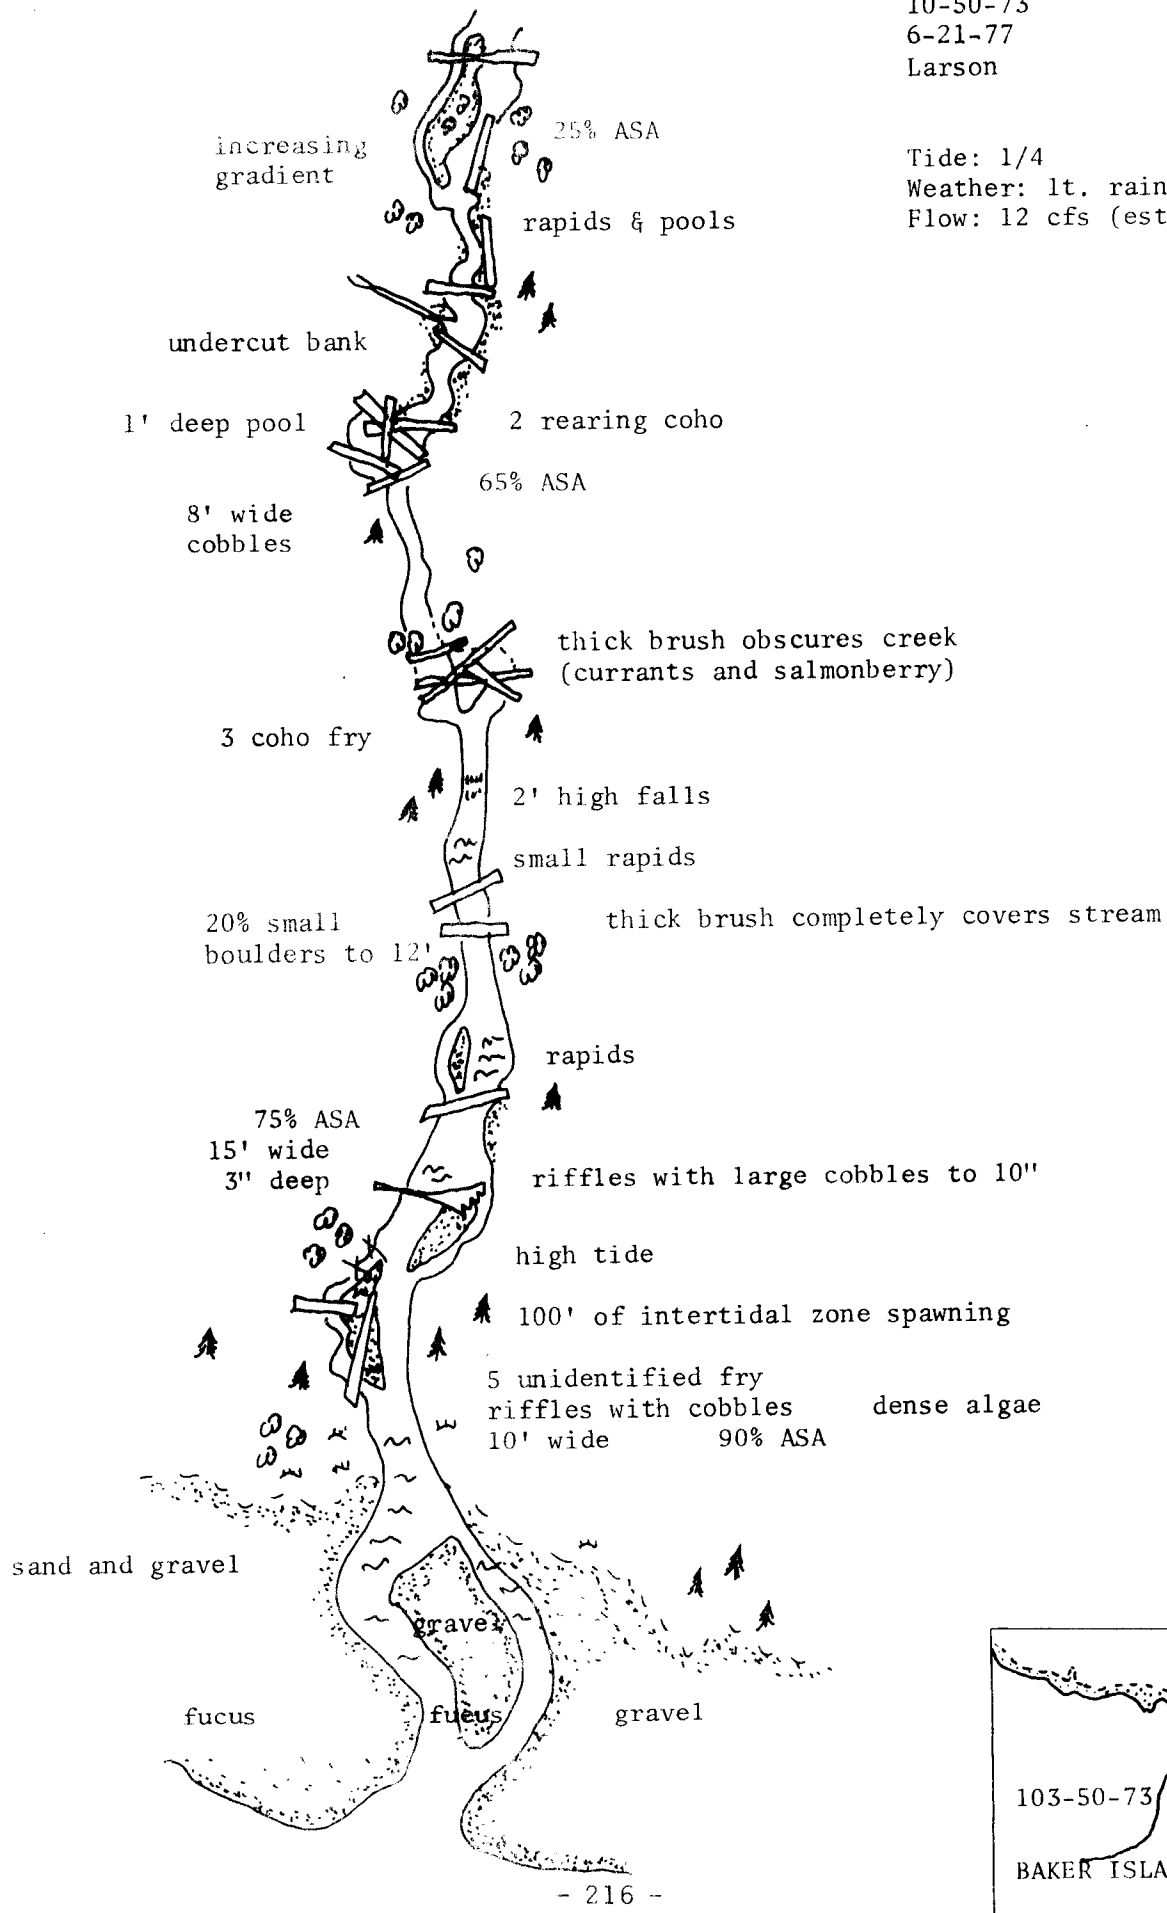 10-50-73
6-21-77
Larson
Tide: 1/4
Weather: lt. rain
Flow: 12 cfs (est
25% ASA
increasing
gradient
rapids & pools
undercut bank
1' deep pool
2 rearing coho
65% ASA
8' wide
cobbles
thick brush obscures creek
(currants and salmonberry)
3 coho fry
2' high falls
small rapids
20% small
boulders to 12'
thick brush completely covers stream
rapids
75% ASA
15' wide
3" deep
riffles with large cobbles to 10"
high tide
100' of intertidal zone spawning
5 unidentified fry
riffles with cobbles dense algae
10' wide 90% ASA
sand and gravel
gravel
fucus
fucus
gravel
103-50-73
BAKER ISLA
- 216 -